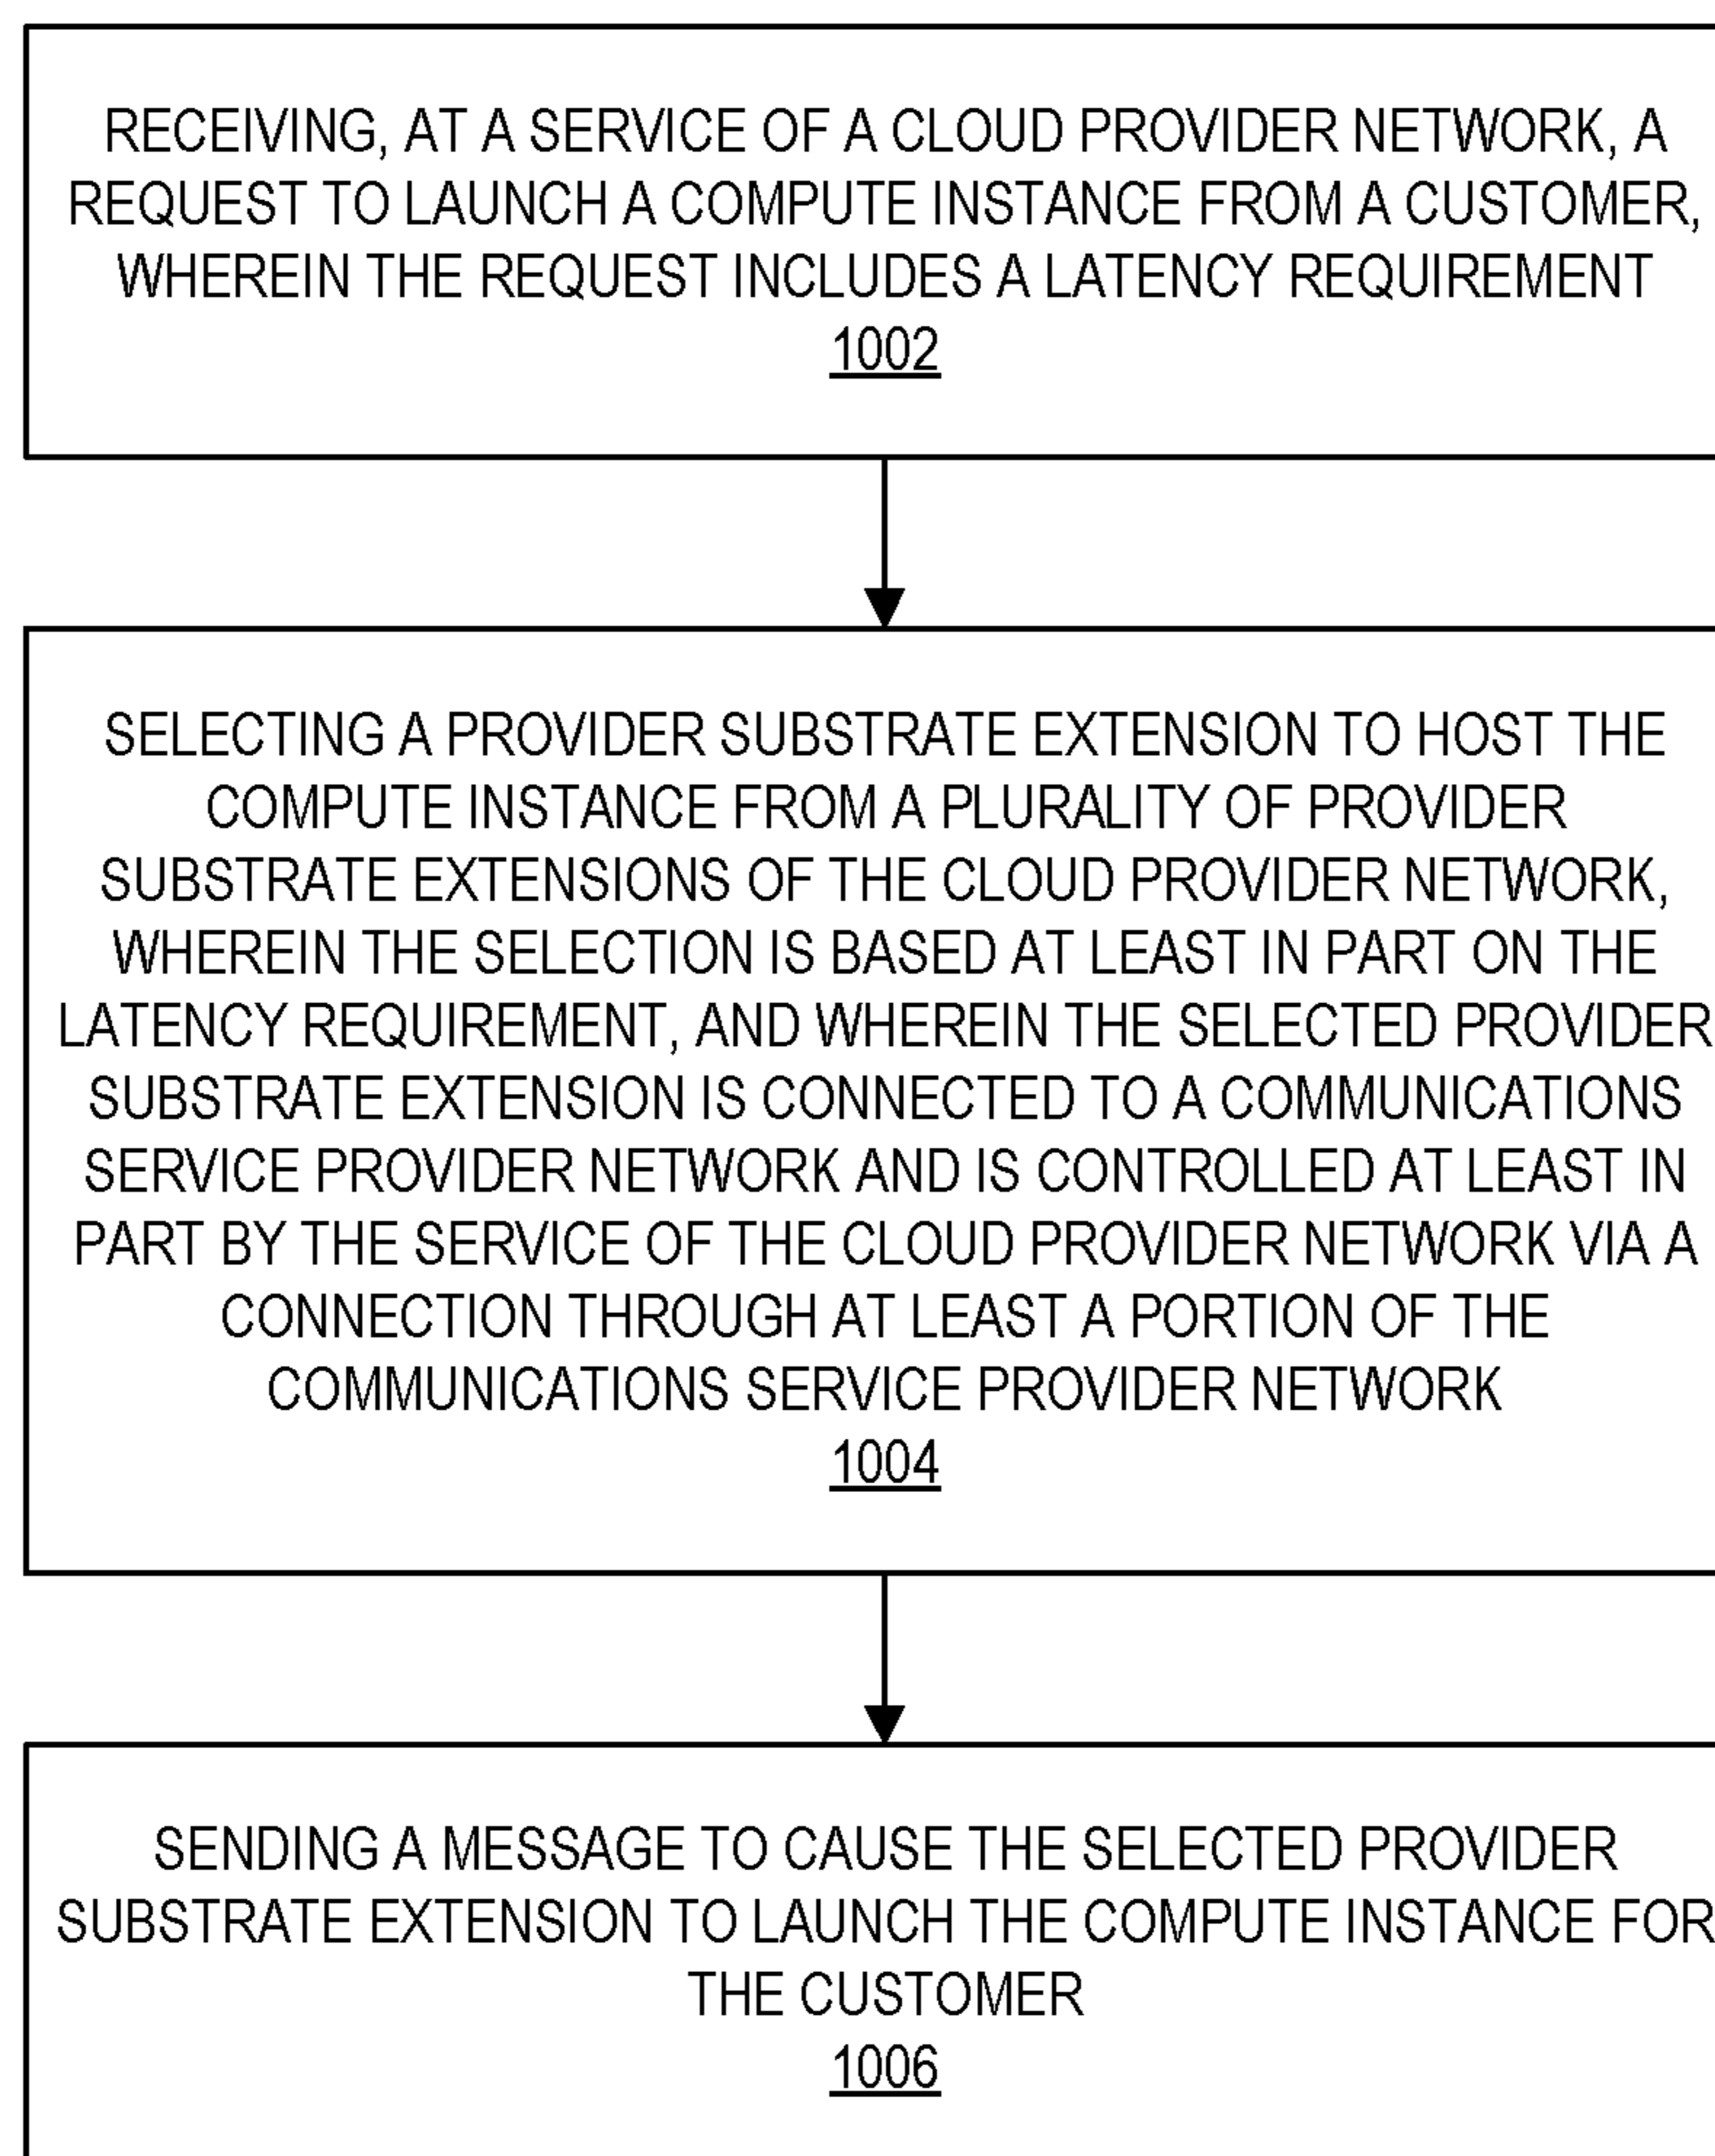 RECEIVING, AT A SERVICE OF A CLOUD PROVIDER NETWORK, A
REQUEST TO LAUNCH A COMPUTE INSTANCE FROM A CUSTOMER,
WHEREIN THE REQUEST INCLUDES A LATENCY REQUIREMENT
1002
SELECTING A PROVIDER SUBSTRATE EXTENSION TO HOST THE
COMPUTE INSTANCE FROM A PLURALITY OF PROVIDER
SUBSTRATE EXTENSIONS OF THE CLOUD PROVIDER NETWORK,
WHEREIN THE SELECTION IS BASED AT LEAST IN PART ON THE
LATENCY REQUIREMENT, AND WHEREIN THE SELECTED PROVIDER
SUBSTRATE EXTENSION IS CONNECTED TO A COMMUNICATIONS
SERVICE PROVIDER NETWORK AND IS CONTROLLED AT LEAST IN
PART BY THE SERVICE OF THE CLOUD PROVIDER NETWORK VIA A
CONNECTION THROUGH AT LEAST A PORTION OF THE
COMMUNICATIONS SERVICE PROVIDER NETWORK
1004
SENDING A MESSAGE TO CAUSE THE SELECTED PROVIDER
SUBSTRATE EXTENSION TO LAUNCH THE COMPUTE INSTANCE FOR
THE CUSTOMER
1006